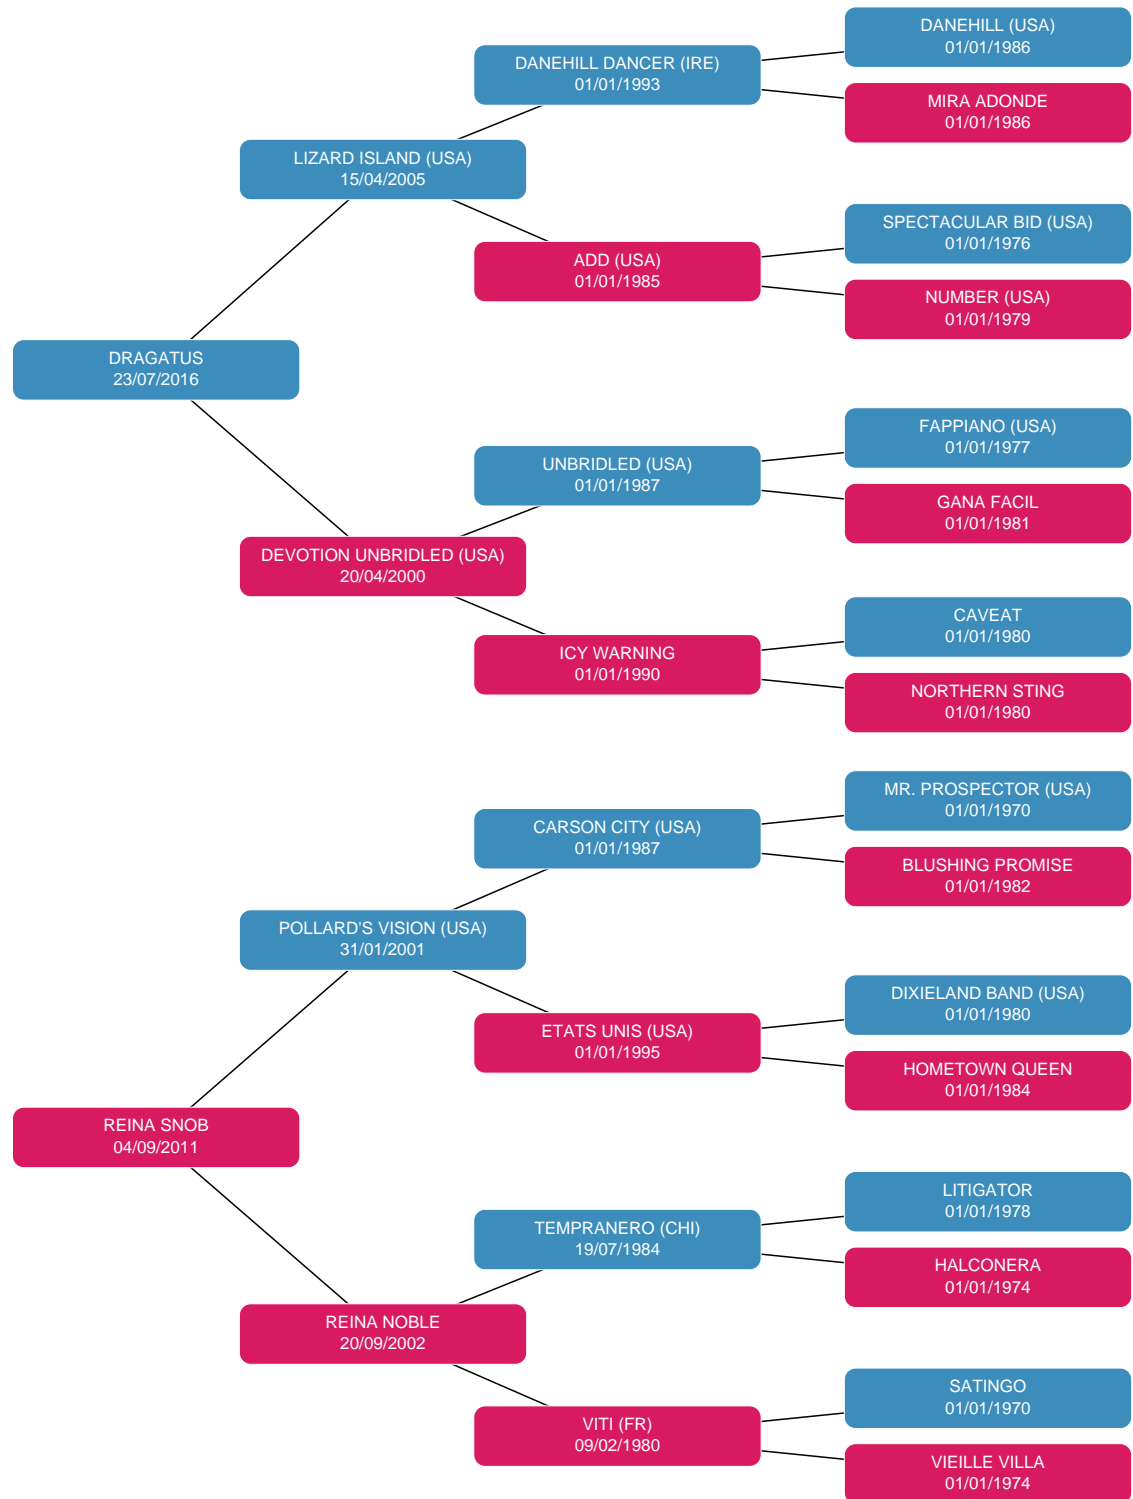 DANEHILL (USA)
01/01/1986
DANEHILL DANCER (IRE)
01/01/1993
MIRA ADONDE
01/01/1986
LIZARD ISLAND (USA)
15/04/2005
SPECTACULAR BID (USA)
01/01/1976
ADD (USA)
01/01/1985
NUMBER (USA)
01/01/1979
DRAGATUS
23/07/2016
FAPPIANO (USA)
01/01/1977
UNBRIDLED (USA)
01/01/1987
GANA FACIL
01/01/1981
DEVOTION UNBRIDLED (USA)
20/04/2000
CAVEAT
01/01/1980
ICY WARNING
01/01/1990
NORTHERN STING
01/01/1980
MR. PROSPECTOR (USA)
01/01/1970
CARSON CITY (USA)
01/01/1987
BLUSHING PROMISE
01/01/1982
POLLARD'S VISION (USA)
31/01/2001
DIXIELAND BAND (USA)
01/01/1980
ETATS UNIS (USA)
01/01/1995
HOMETOWN QUEEN
01/01/1984
REINA SNOB
04/09/2011
LITIGATOR
01/01/1978
TEMPRANERO (CHI)
19/07/1984
HALCONERA
01/01/1974
REINA NOBLE
20/09/2002
SATINGO
01/01/1970
VITI (FR)
09/02/1980
VIEILLE VILLA
01/01/1974